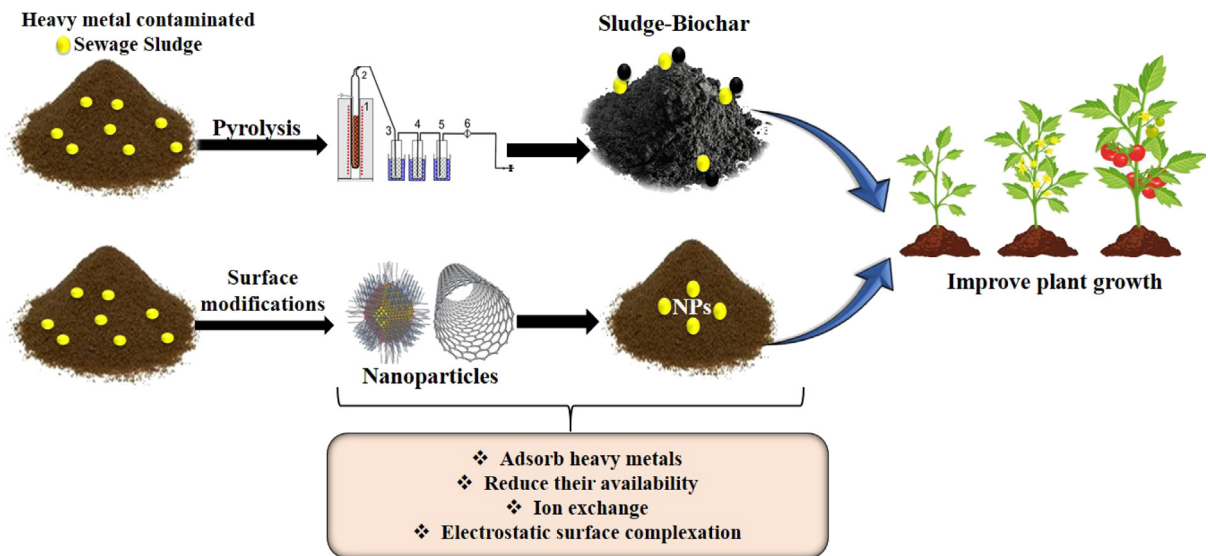 Heavy metal contaminated
Sewage Sludge
Sludge-Biochar
Pyrolysis
1
2
3
4
5
6
Surface
modifications
NPs
Nanoparticles
Improve plant growth
❖ Adsorb heavy metals
❖ Reduce their availability
❖ Ion exchange
❖ Electrostatic surface complexation